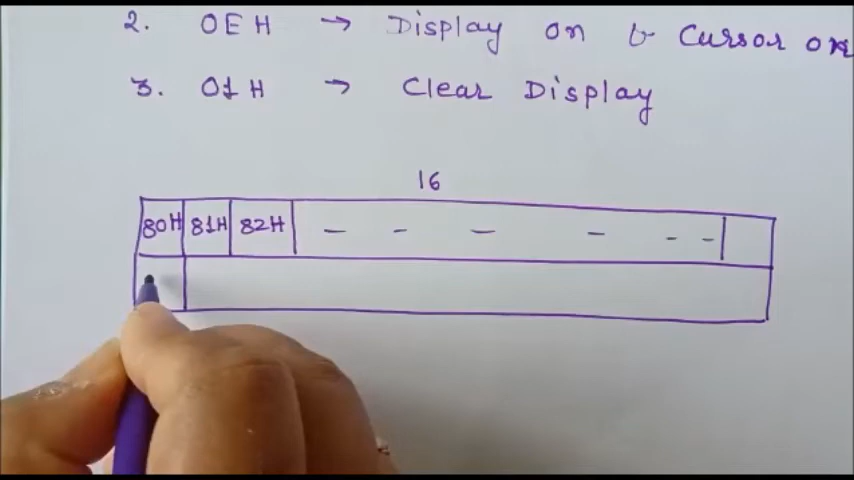 2. 0EH → Display on & Cursor on
3. 01H → Clear Display
16
80H 81H 82H — - — - - -